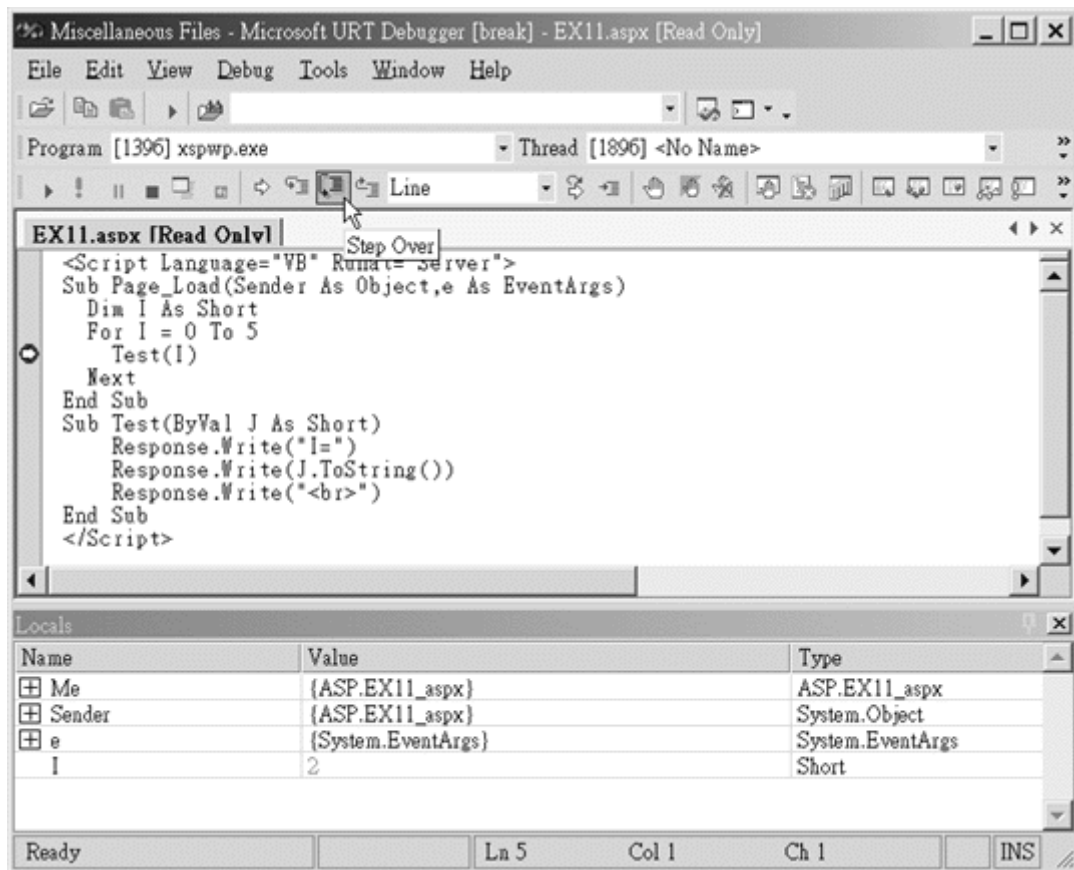 Miscellaneous Files - Microsoft URT Debugger [break] - EX11.aspx [Read Only]
File Edit View Debug Tools Window Help
Program [1396] xspwp.exe Thread [1896] <No Name>
Line
EX11.aspx [Read Only]
Step Over
<Script Language="VB" Runat="Server">
Sub Page_Load(Sender As Object,e As EventArgs)
Dim I As Short
For I = 0 To 5
Test(I)
Next
End Sub
Sub Test(ByVal J As Short)
Response.Write("I=")
Response.Write(J.ToString())
Response.Write("<br>")
End Sub
</Script>
Locals
Name Value Type
Me {ASP.EX11_aspx} ASP.EX11_aspx
Sender {ASP.EX11_aspx} System.Object
e {System.EventArgs} System.EventArgs
I 2 Short
Ready Ln 5 Col 1 Ch 1 INS